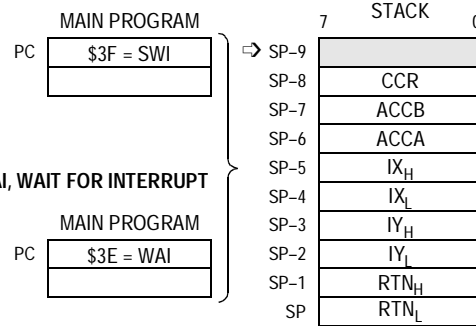 MAIN PROGRAM
PC $3F = SWI
AI, WAIT FOR INTERRUPT
MAIN PROGRAM
PC $3E = WAI
STACK
7 0
SP–9
SP–8 CCR
SP–7 ACCB
SP–6 ACCA
SP–5 IXH
SP–4 IXL
SP–3 IYH
SP–2 IYL
SP–1 RTNH
SP RTNL